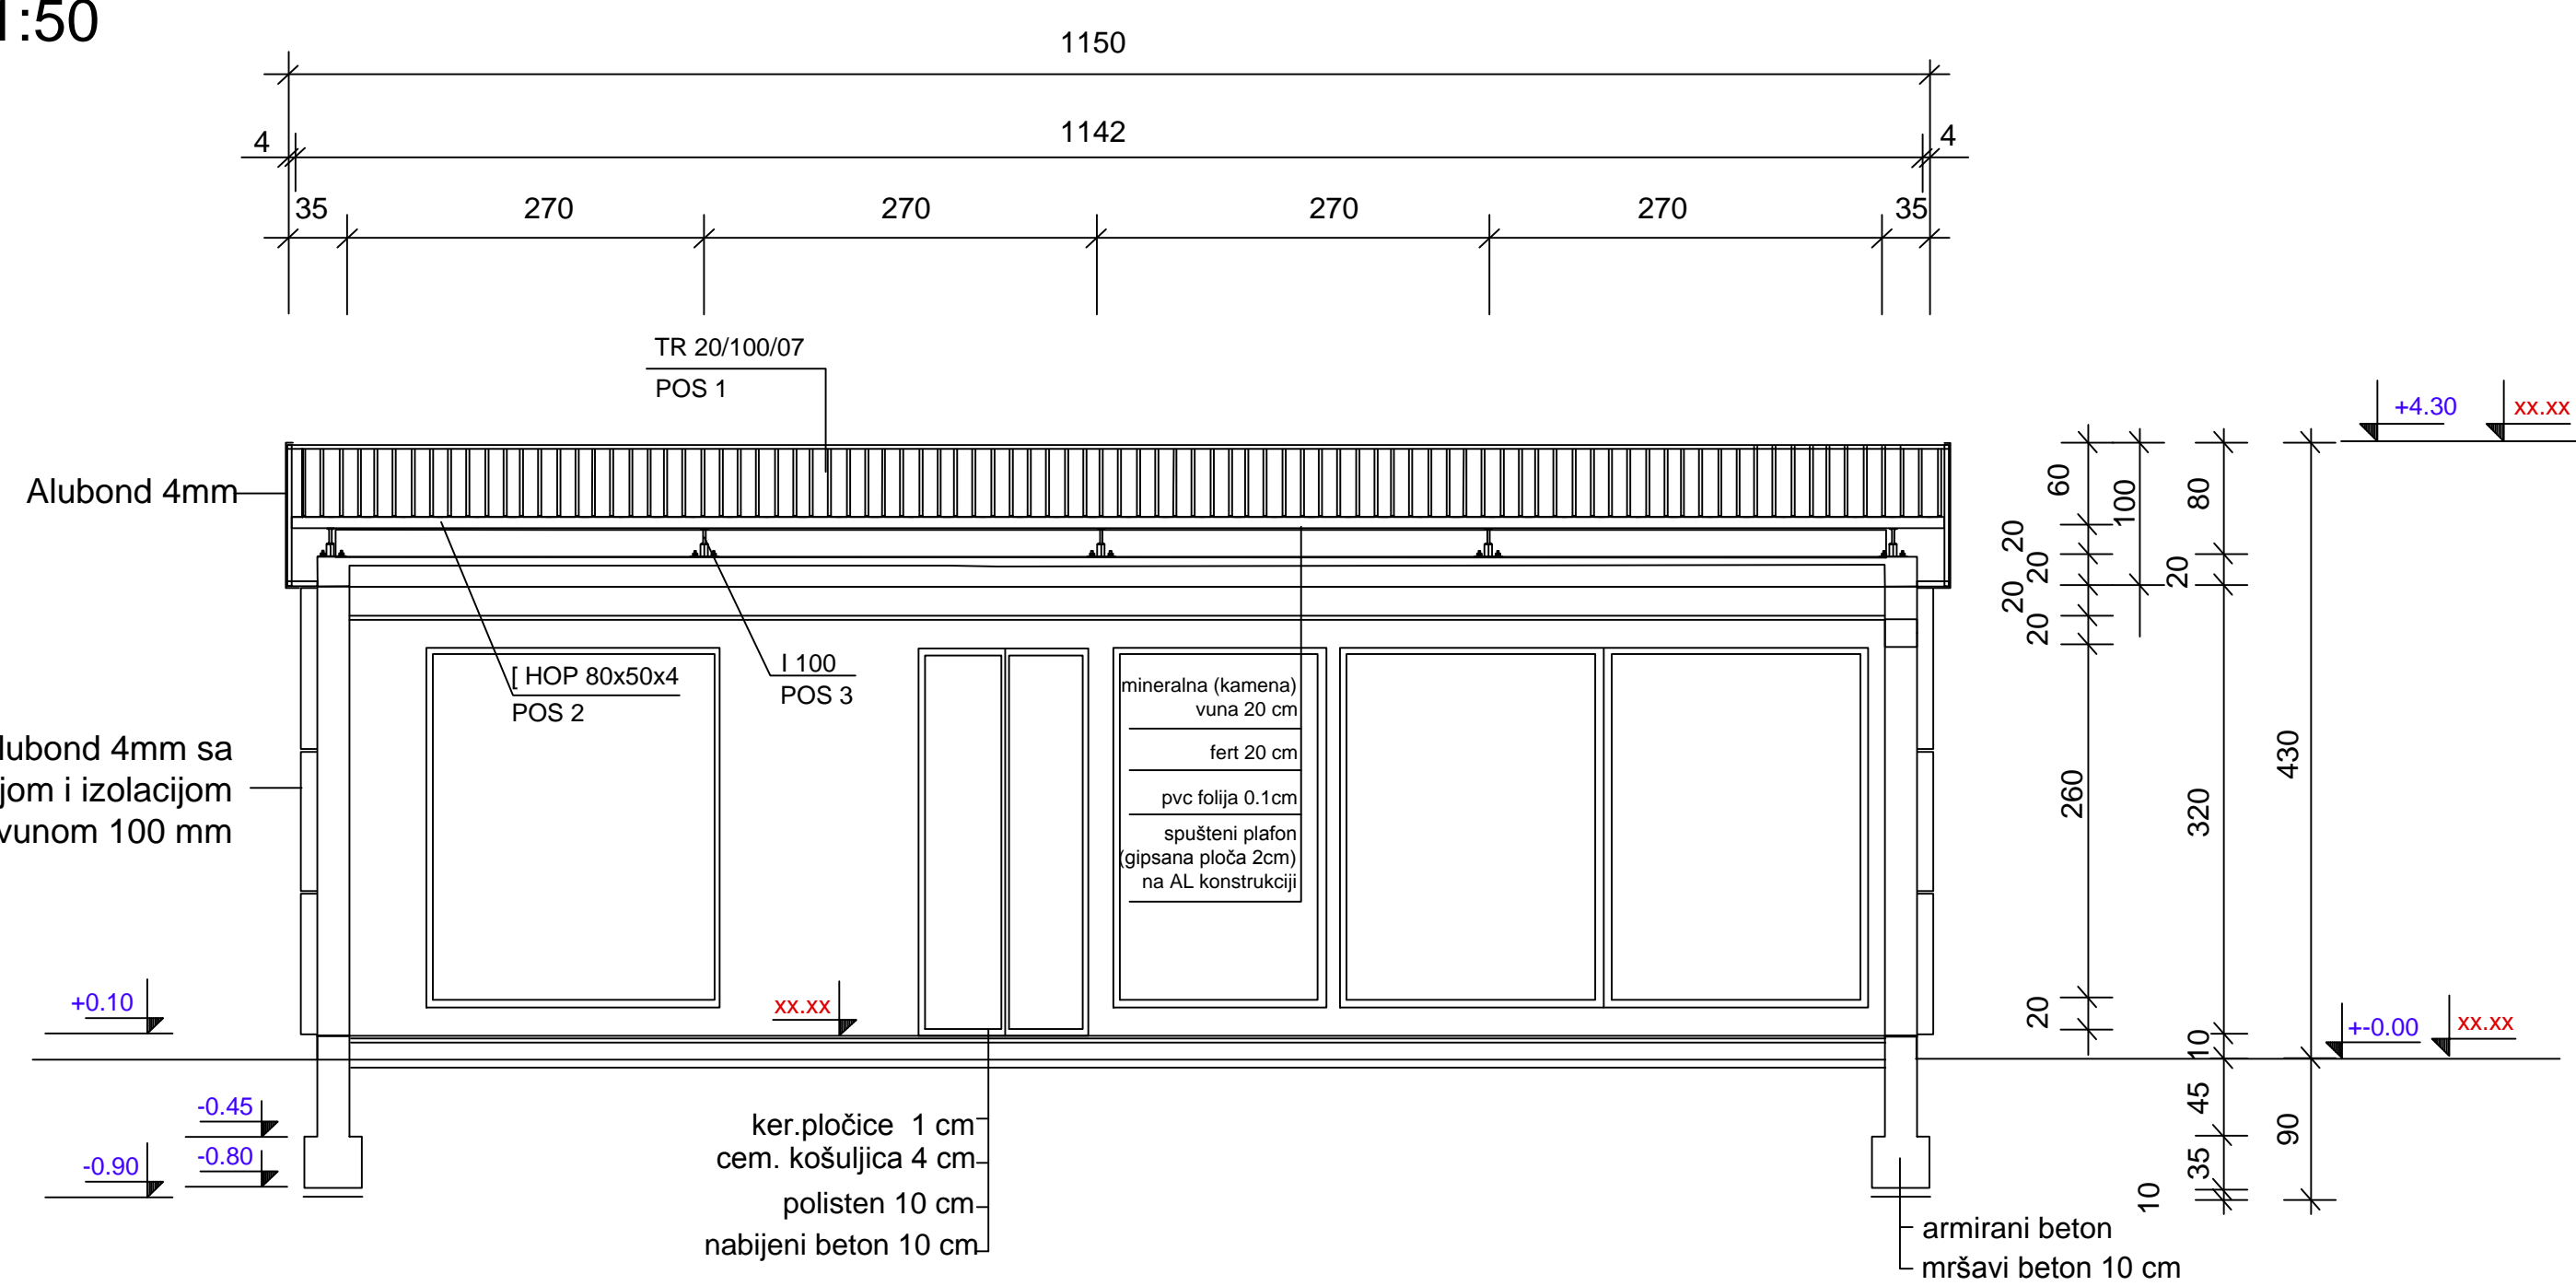 1:50
1150
4
1142
4
35
270
270
270
270
35
TR 20/100/07
POS 1
+4.30
xx.xx
Alubond 4mm
60
100
80
20
20
20
20
20
[ HOP 80x50x4
POS 2
I 100
POS 3
mineralna (kamena)
vuna 20 cm
fert 20 cm
pvc folija 0.1cm
spušteni plafon
(gipsana ploča 2cm)
na AL konstrukciji
lubond 4mm sa
jom i izolacijom
vunom 100 mm
260
320
430
+0.10
xx.xx
20
10
+-0.00
xx.xx
-0.45
-0.80
-0.90
45
90
35
10
ker.pločice 1 cm
cem. košuljica 4 cm
polisten 10 cm
nabijeni beton 10 cm
armirani beton
mršavi beton 10 cm